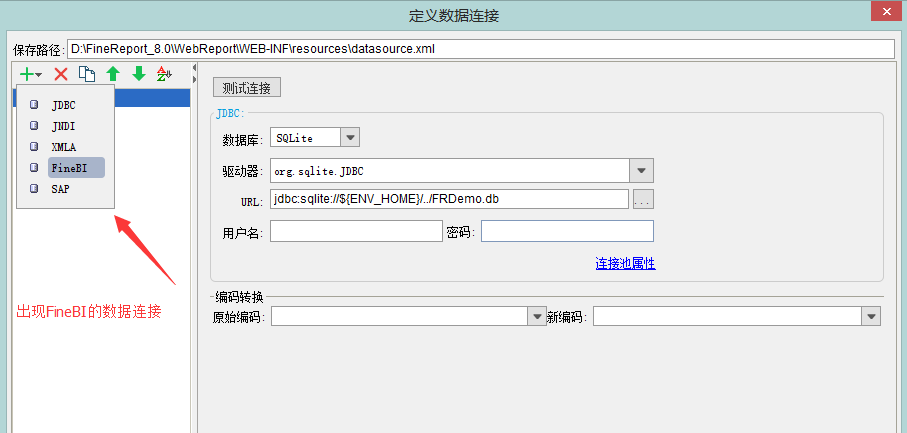 定义数据连接
保存路径: D:\FineReport_8.0\WebReport\WEB-INF\resources\datasource.xml
测试连接
JDBC
JNDI
XMLA
FineBI
SAP
出现FineBI的数据连接
JDBC:
数据库: SQLite
驱动器: org.sqlite.JDBC
URL: jdbc:sqlite://${ENV_HOME}/../FRDemo.db ...
用户名: 密码:
连接池属性
编码转换
原始编码: 新编码: